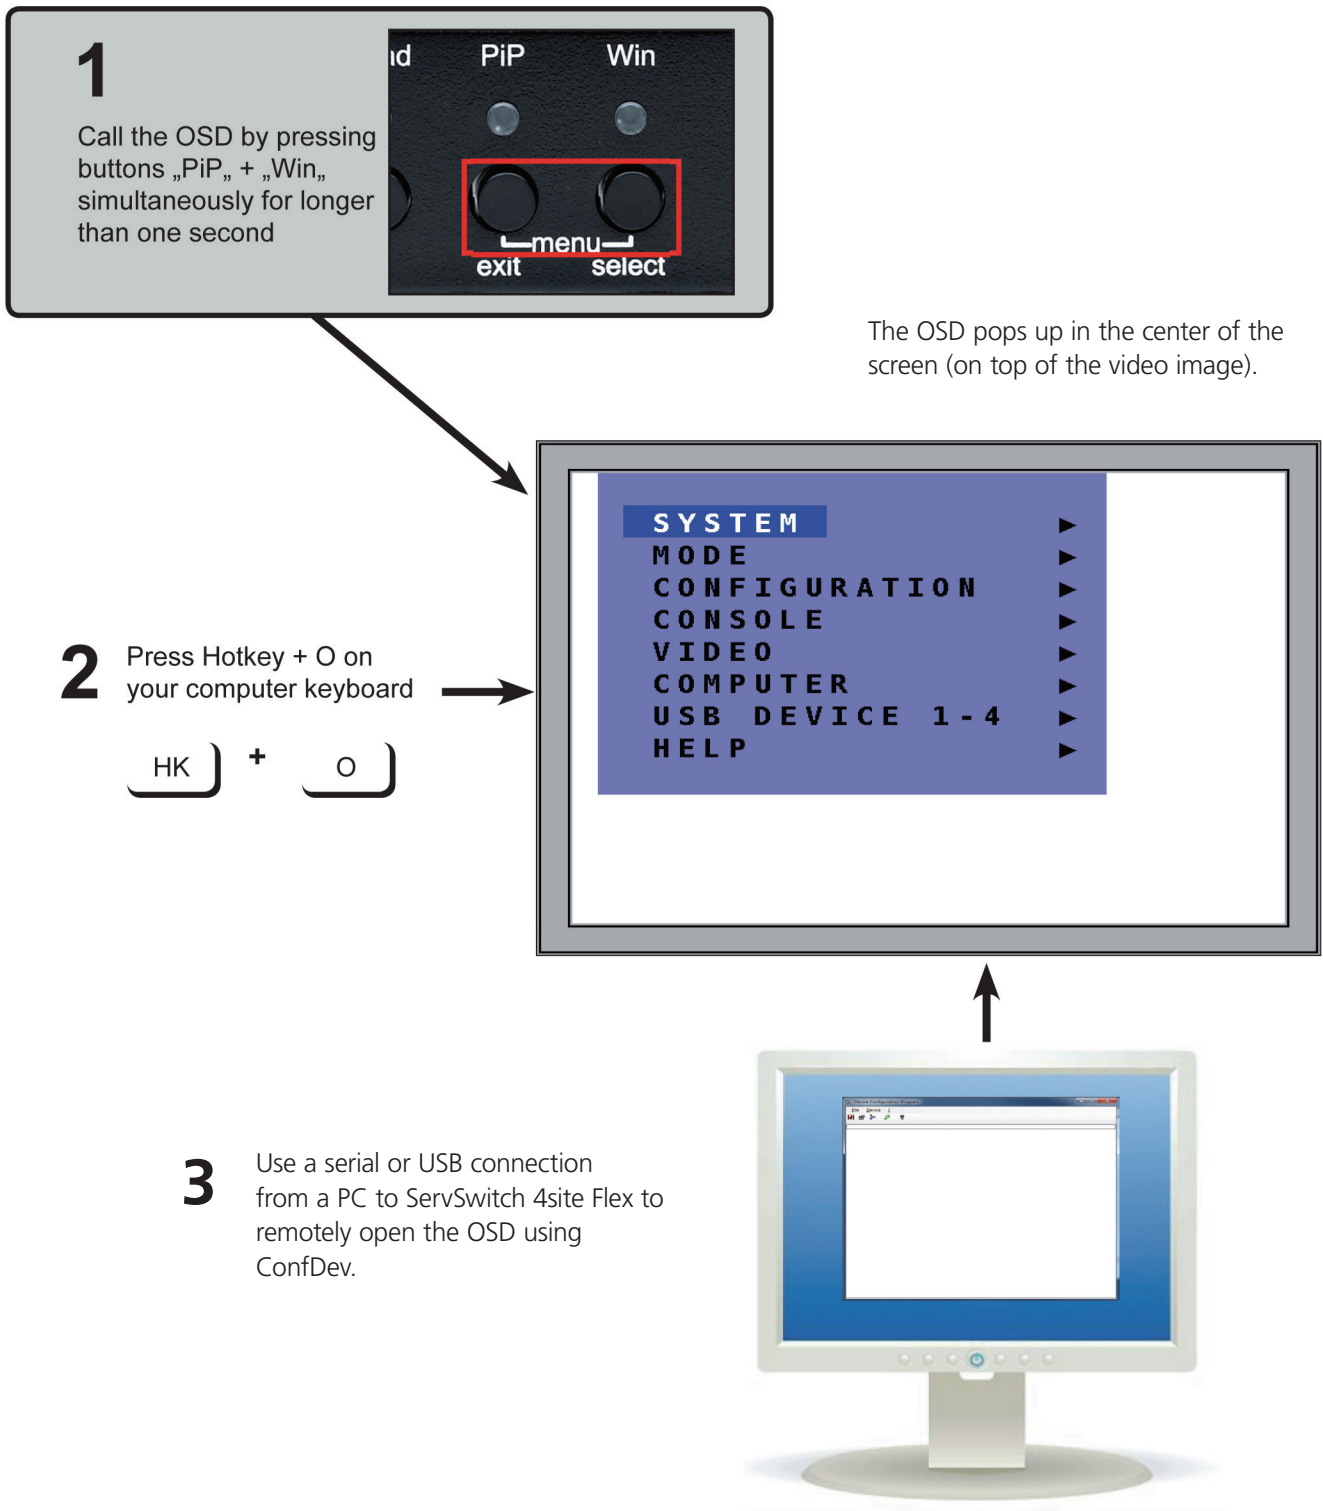 1
Call the OSD by pressing
buttons „PiP„ + „Win„
simultaneously for longer
than one second
PiP Win
menu
exit select
The OSD pops up in the center of the
screen (on top of the video image).
SYSTEM
MODE
CONFIGURATION
CONSOLE
VIDEO
COMPUTER
USB DEVICE 1-4
HELP
2
Press Hotkey + O on
your computer keyboard
HK + O
3
Use a serial or USB connection
from a PC to ServSwitch 4site Flex to
remotely open the OSD using
ConfDev.